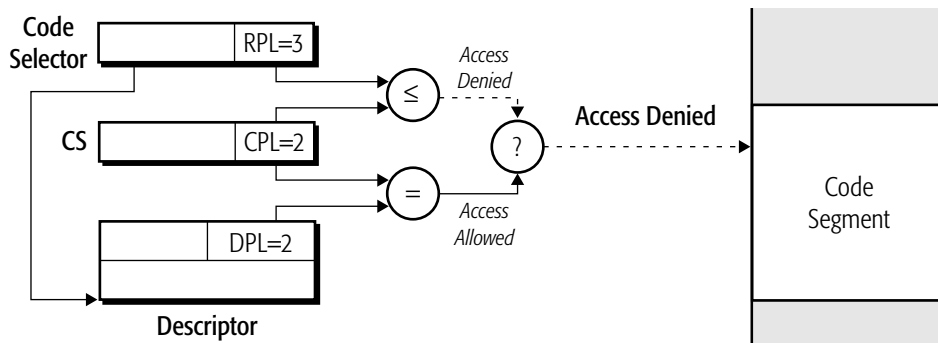 Code
Selector
RPL=3
Access
Denied
≤
CS
CPL=2
?
Access Denied
=
Access
Allowed
Code
Segment
DPL=2
Descriptor